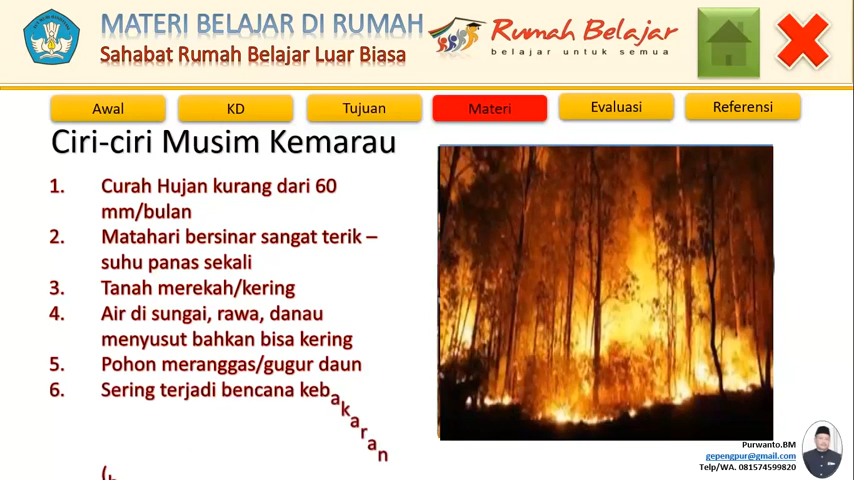 MATERI BELAJAR DI RUMAH
Sahabat Rumah Belajar Luar Biasa
Rumah Belajar
belajar untuk semua
Awal
KD
Tujuan
Materi
Evaluasi
Referensi
Ciri-ciri Musim Kemarau
1. Curah Hujan kurang dari 60
mm/bulan
2. Matahari bersinar sangat terik –
suhu panas sekali
3. Tanah merekah/kering
4. Air di sungai, rawa, danau
menyusut bahkan bisa kering
5. Pohon meranggas/gugur daun
6. Sering terjadi bencana kebakaran
Purwanto.BM
gepengpur@gmail.com
Telp/WA. 081574599820